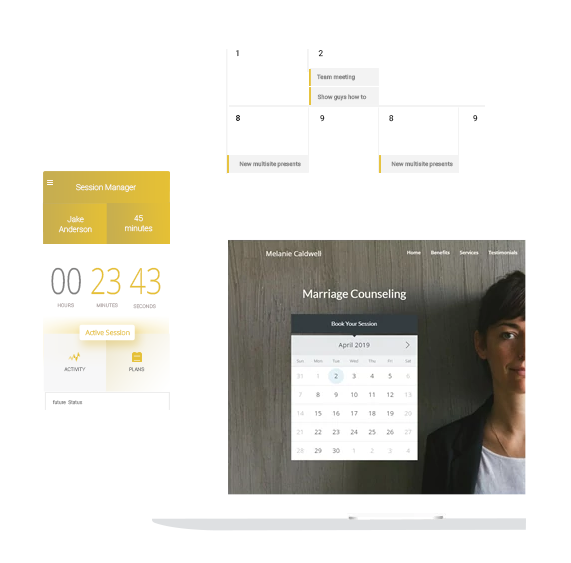 1
2
Team meeting
Show guys how to
8
9
8
9
New multisite presente
New multisite presente
Session Manager
Jake
Anderson
45
minutes
00 23 43
HOURS MINUTES SECONDS
Active Session
ACTIVITY PLANS
future Status
Melanie Caldwell
Home Benefits Services Testimonials
Marriage Counseling
Book Your Session
April 2019
Sun Mon Tue Wed Thu Fri Sat
31 1 2 3 4 5 6
7 8 9 10 11 12 13
14 15 16 17 18 19 20
21 22 23 24 25 26 27
28 29 30 1 2 3 4